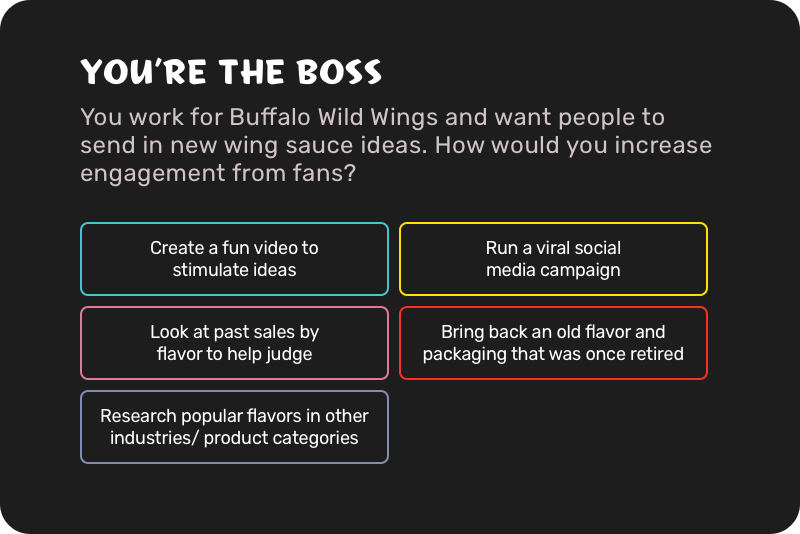 YOU'RE THE BOSS
You work for Buffalo Wild Wings and want people to
send in new wing sauce ideas. How would you increase
engagement from fans?
Create a fun video to
stimulate ideas
Run a viral social
media campaign
Look at past sales by
flavor to help judge
Bring back an old flavor and
packaging that was once retired
Research popular flavors in other
industries/ product categories